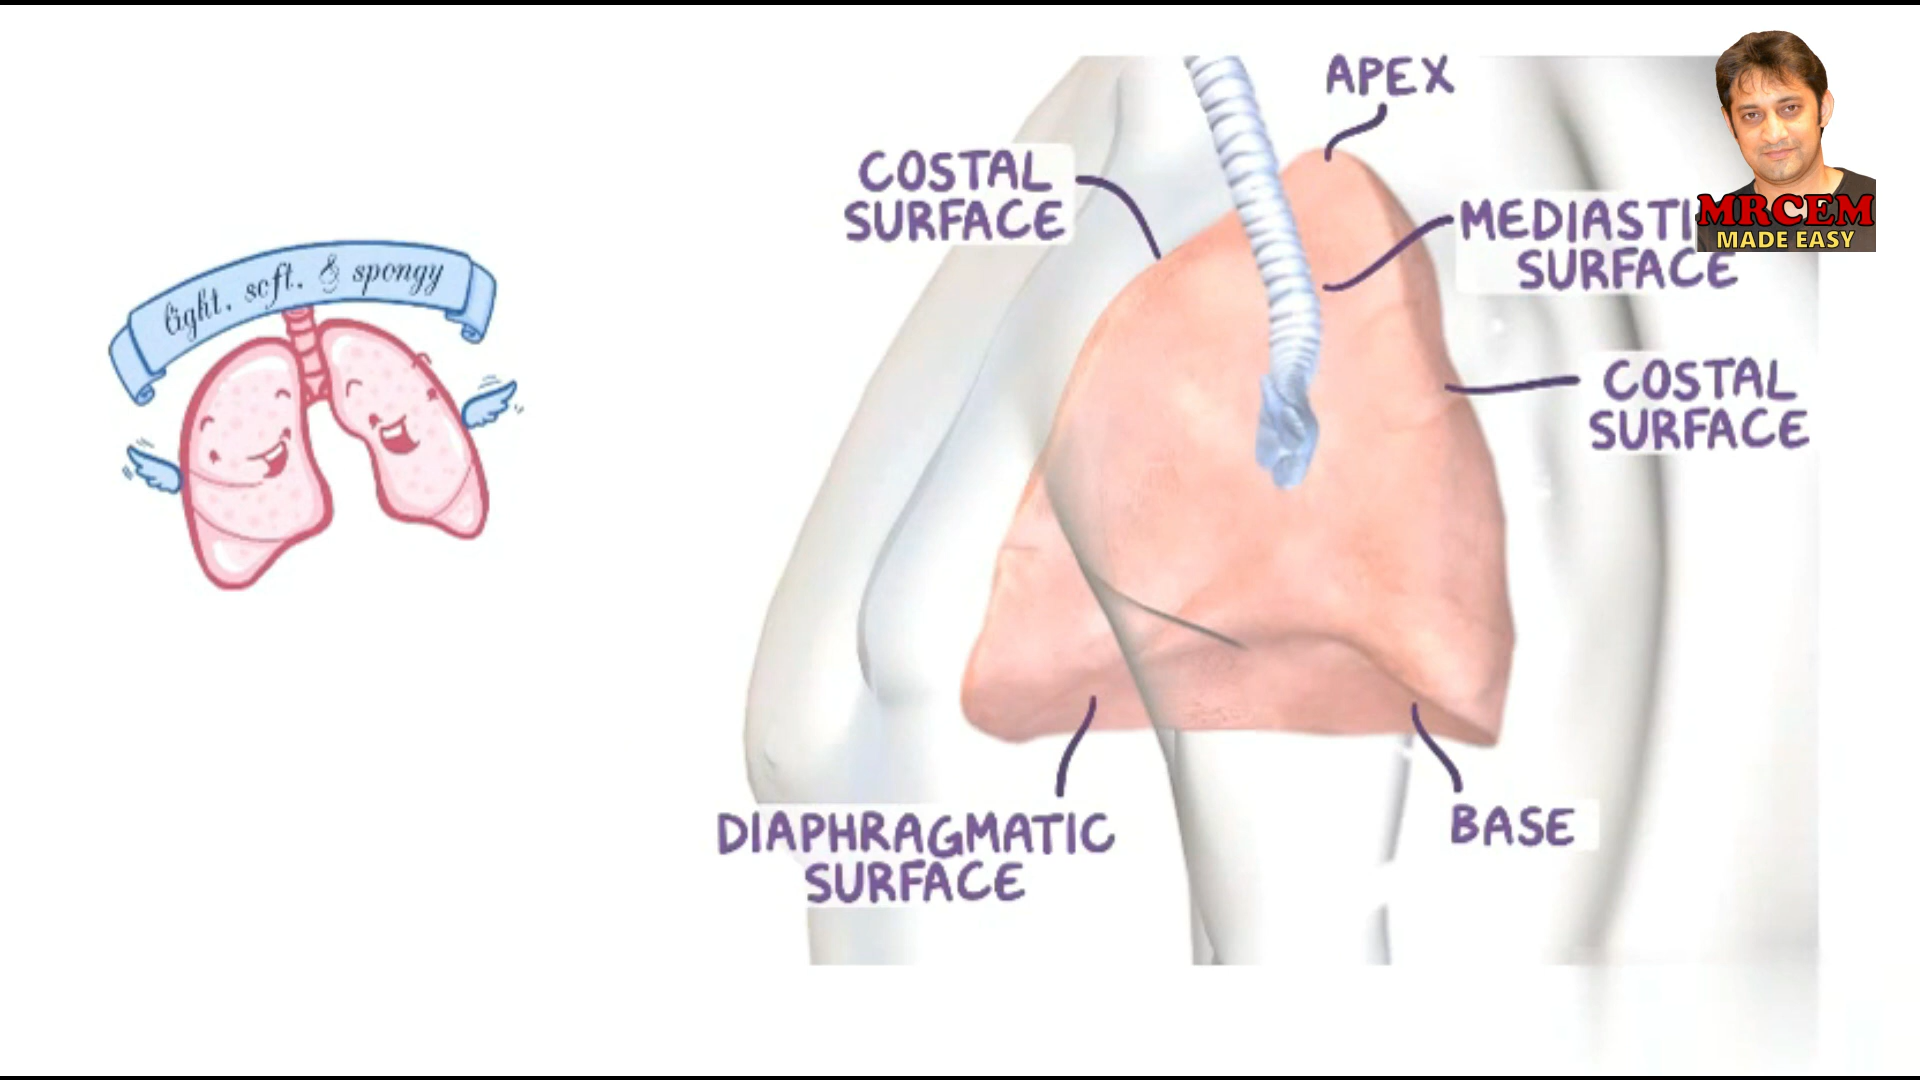 light, soft, & spongy
APEX
COSTAL
SURFACE
MEDIASTI
SURFACE
MRCEM
MADE EASY
COSTAL
SURFACE
DIAPHRAGMATIC
SURFACE
BASE